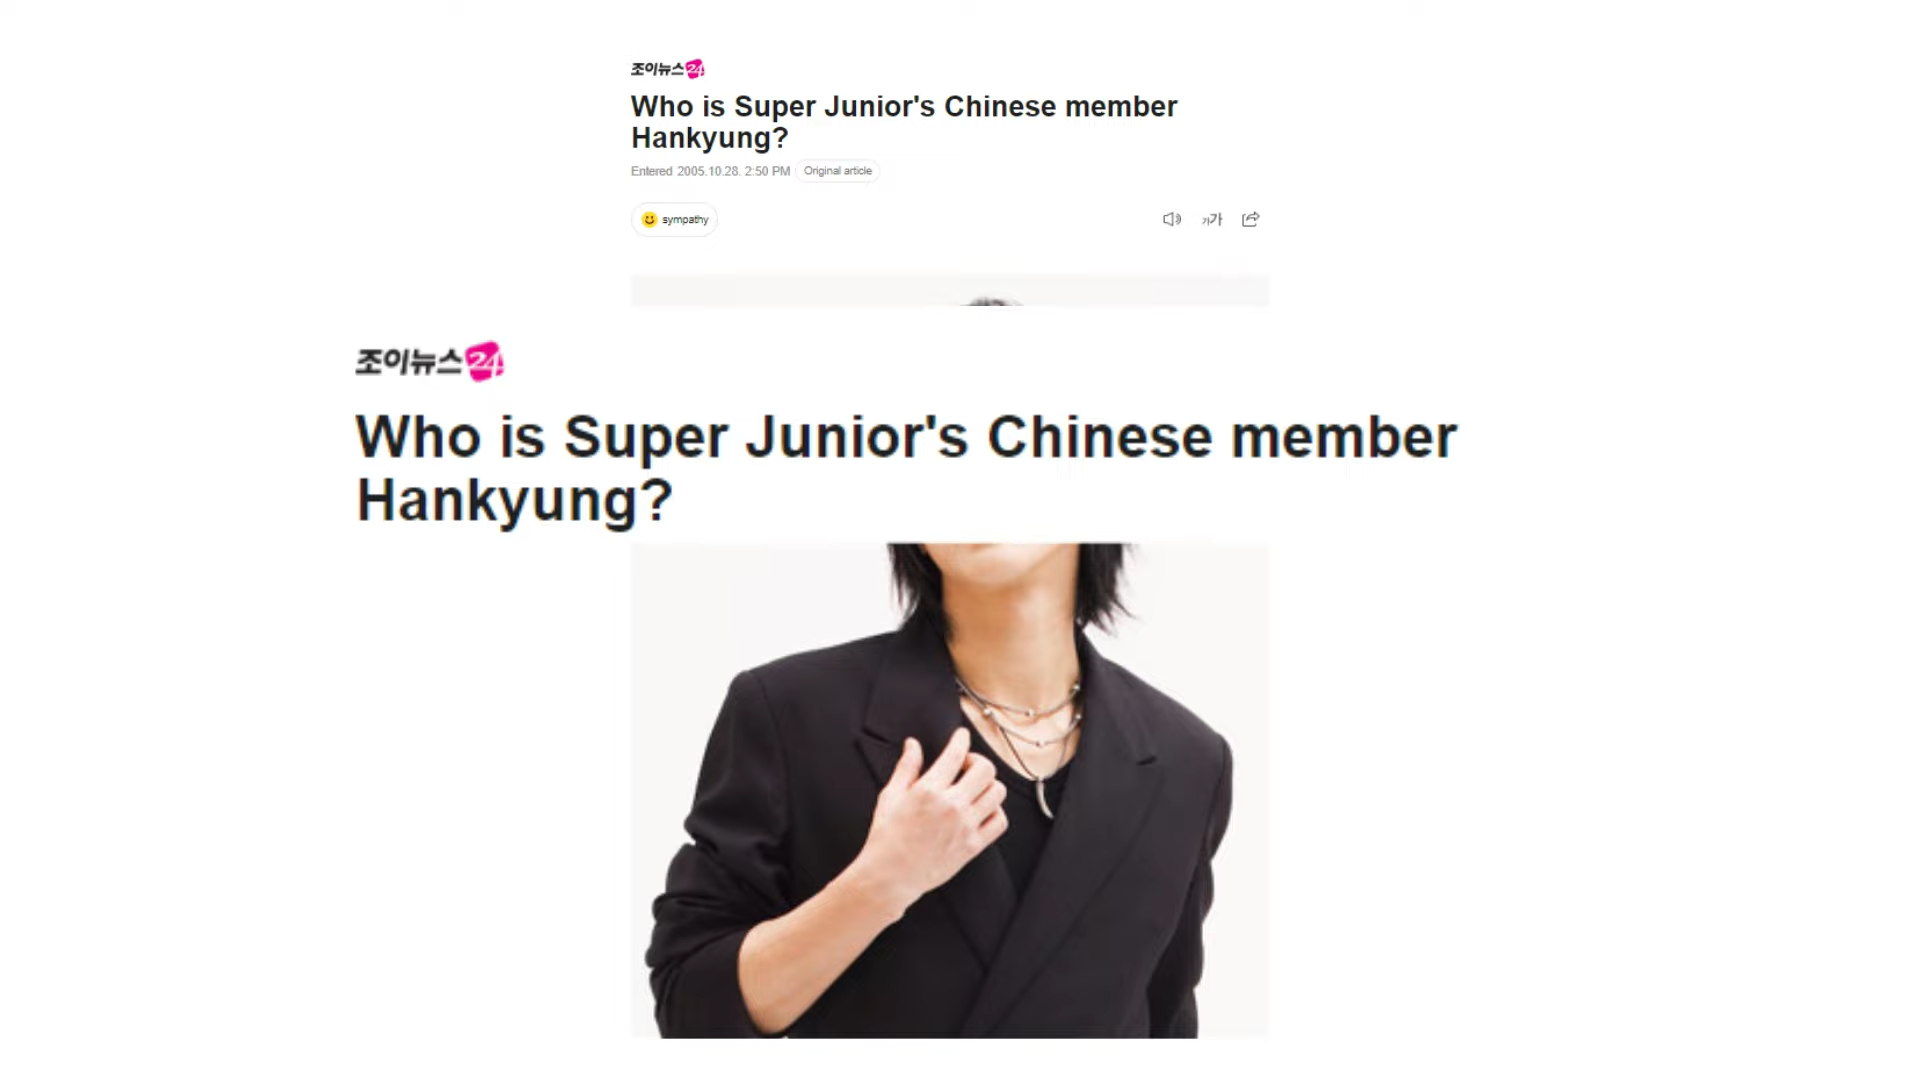 조이뉴스24
Who is Super Junior's Chinese member
Hankyung?
Entered 2005.10.28. 2:50 PM Original article
sympathy
가가
조이뉴스24
Who is Super Junior's Chinese member
Hankyung?